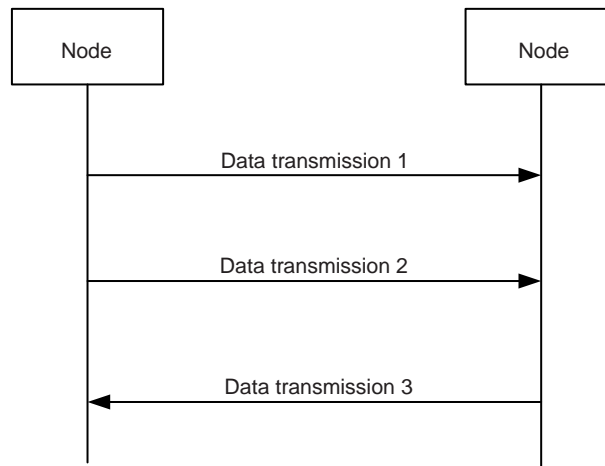 Node
Node
Data transmission 1
Data transmission 2
Data transmission 3